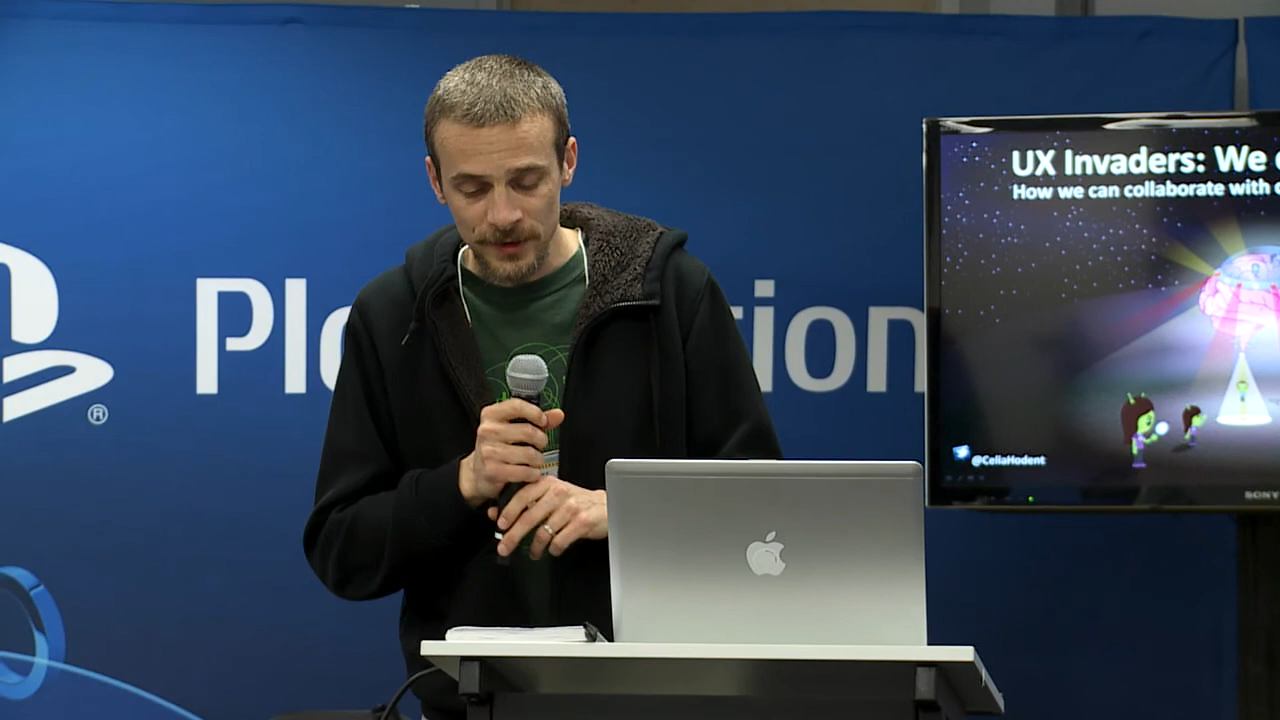 ®
UX Invaders: We
How we can collaborate with
@CeliaHodent
SONY